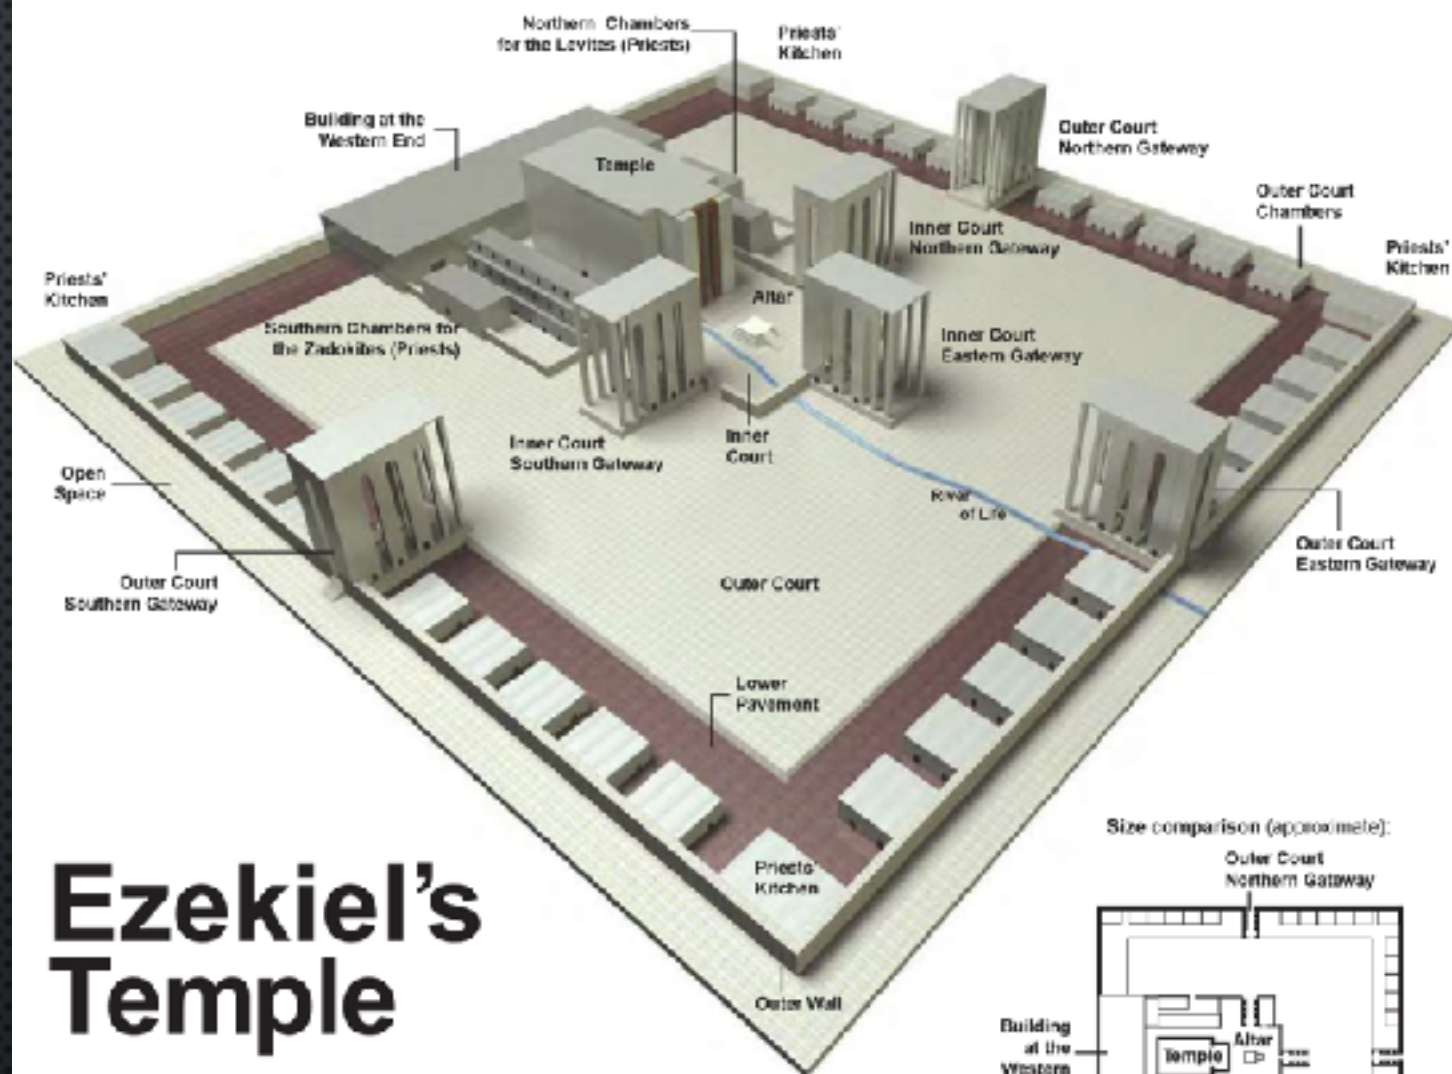 Northern Chambers
for the Levites (Priests)
Priests'
Kitchen
Building at the
Western End
Temple
Outer Court
Northern Gateway
Outer Court
Chambers
Inner Court
Northern Gateway
Priests'
Kitchen
Priests'
Kitchen
Altar
Southern Chambers for
the Zadokites (Priests)
Inner Court
Eastern Gateway
Inner Court
Southern Gateway
Inner
Court
Open
Space
River
of Life
Outer Court
Eastern Gateway
Outer Court
Southern Gateway
Outer Court
Lower
Pavement
Size comparison (approximate):
Outer Court
Northern Gateway
Priests'
Kitchen
Ezekiel's
Temple
Outer Wall
Building
at the
Western
Temple
Altar